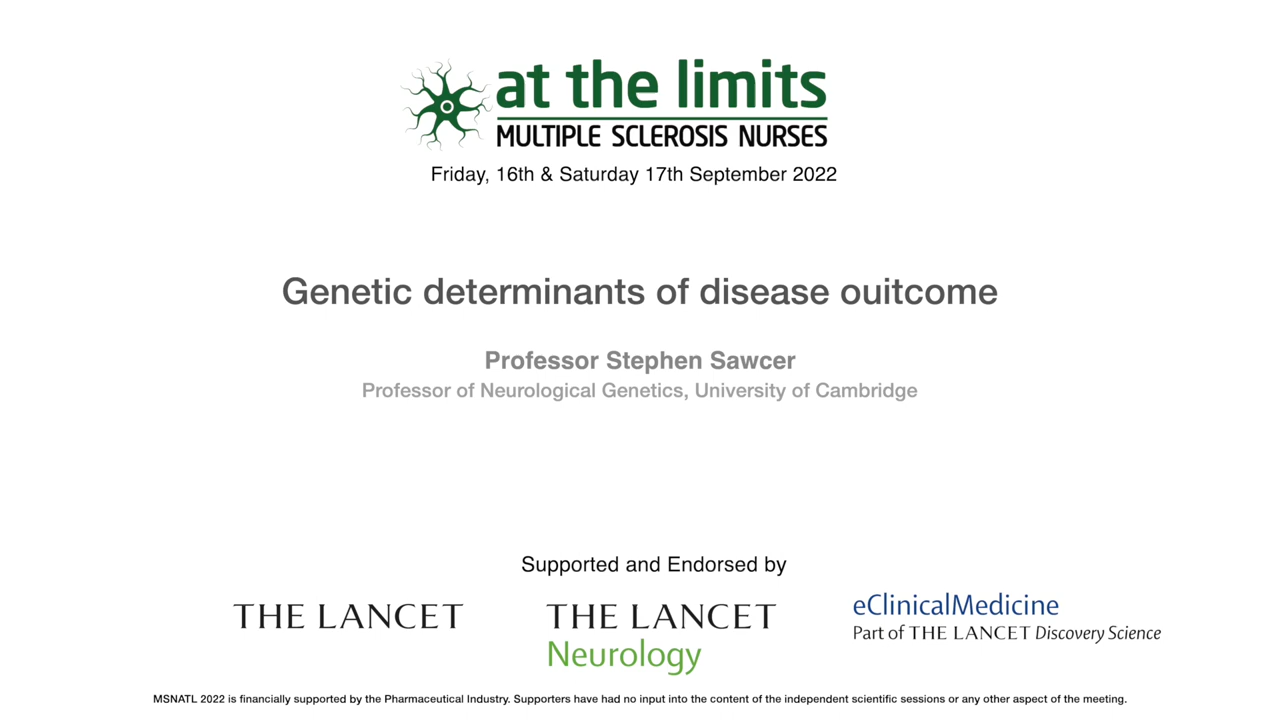 at the limits
MULTIPLE SCLEROSIS NURSES
Friday, 16th & Saturday 17th September 2022
Genetic determinants of disease ouitcome
Professor Stephen Sawcer
Professor of Neurological Genetics, University of Cambridge
Supported and Endorsed by
THE LANCET
THE LANCET
Neurology
eClinicalMedicine
Part of THE LANCET Discovery Science
MSNATL 2022 is financially supported by the Pharmaceutical Industry. Supporters have had no input into the content of the independent scientific sessions or any other aspect of the meeting.